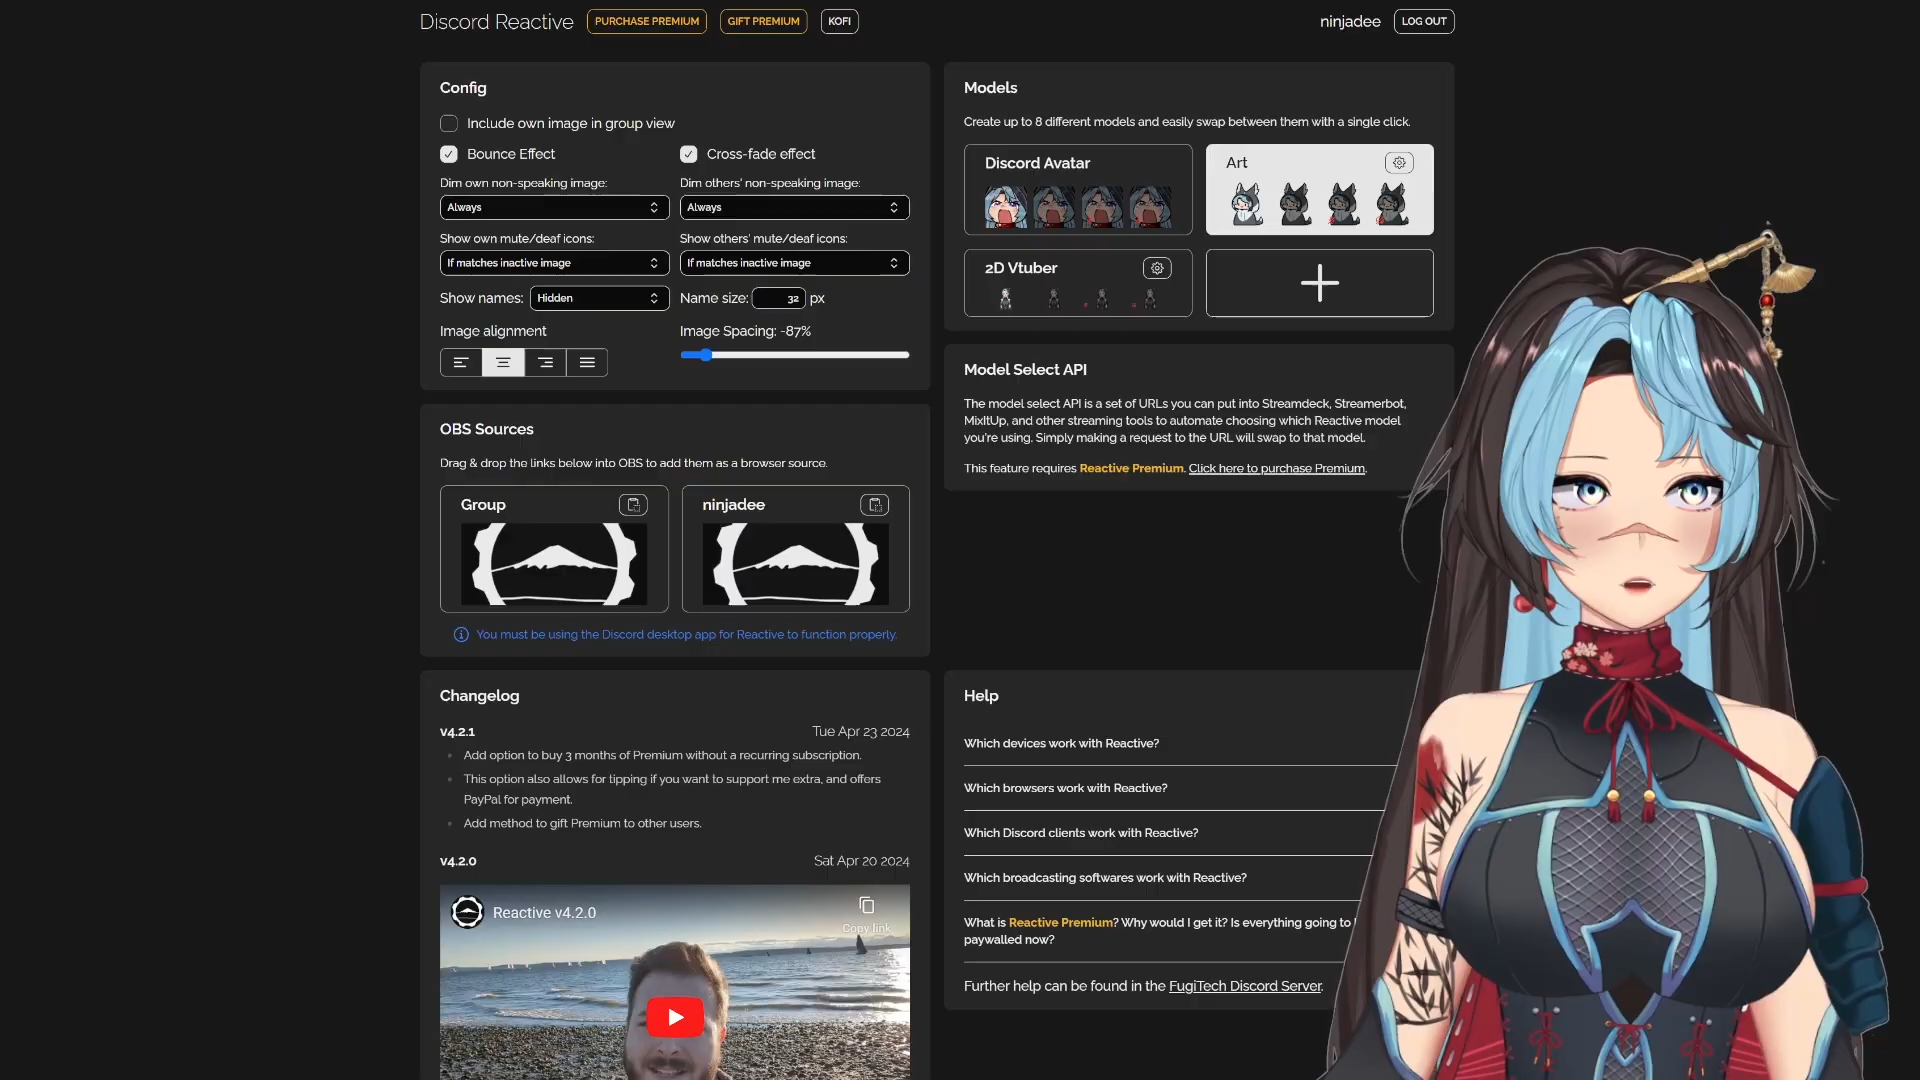 Discord Reactive
PURCHASE PREMIUM
GIFT PREMIUM
KOFI
ninjadee
LOG OUT
Config
Include own image in group view
Bounce Effect
Cross-fade effect
Dim own non-speaking image:
Dim others' non-speaking image:
Always
Always
Show own mute/deaf icons:
Show others' mute/deaf icons:
If matches inactive image
If matches inactive image
Show names:
Hidden
Name size:
32
px
Image alignment
Image Spacing: -87%
Models
Create up to 8 different models and easily swap between them with a single click.
Discord Avatar
Art
2D Vtuber
Model Select API
The model select API is a set of URLs you can put into Streamdeck, Streamerbot,
MixItUp, and other streaming tools to automate choosing which Reactive model
you're using. Simply making a request to the URL will swap to that model.
This feature requires Reactive Premium. Click here to purchase Premium.
OBS Sources
Drag & drop the links below into OBS to add them as a browser source.
Group
ninjadee
You must be using the Discord desktop app for Reactive to function properly.
Changelog
v4.2.1
Tue Apr 23 2024
Add option to buy 3 months of Premium without a recurring subscription.
This option also allows for tipping if you want to support me extra, and offers
PayPal for payment.
Add method to gift Premium to other users.
v4.2.0
Sat Apr 20 2024
Reactive v4.2.0
Copy link
Help
Which devices work with Reactive?
Which browsers work with Reactive?
Which Discord clients work with Reactive?
Which broadcasting softwares work with Reactive?
What is Reactive Premium? Why would I get it? Is everything going to
paywalled now?
Further help can be found in the FugiTech Discord Server.